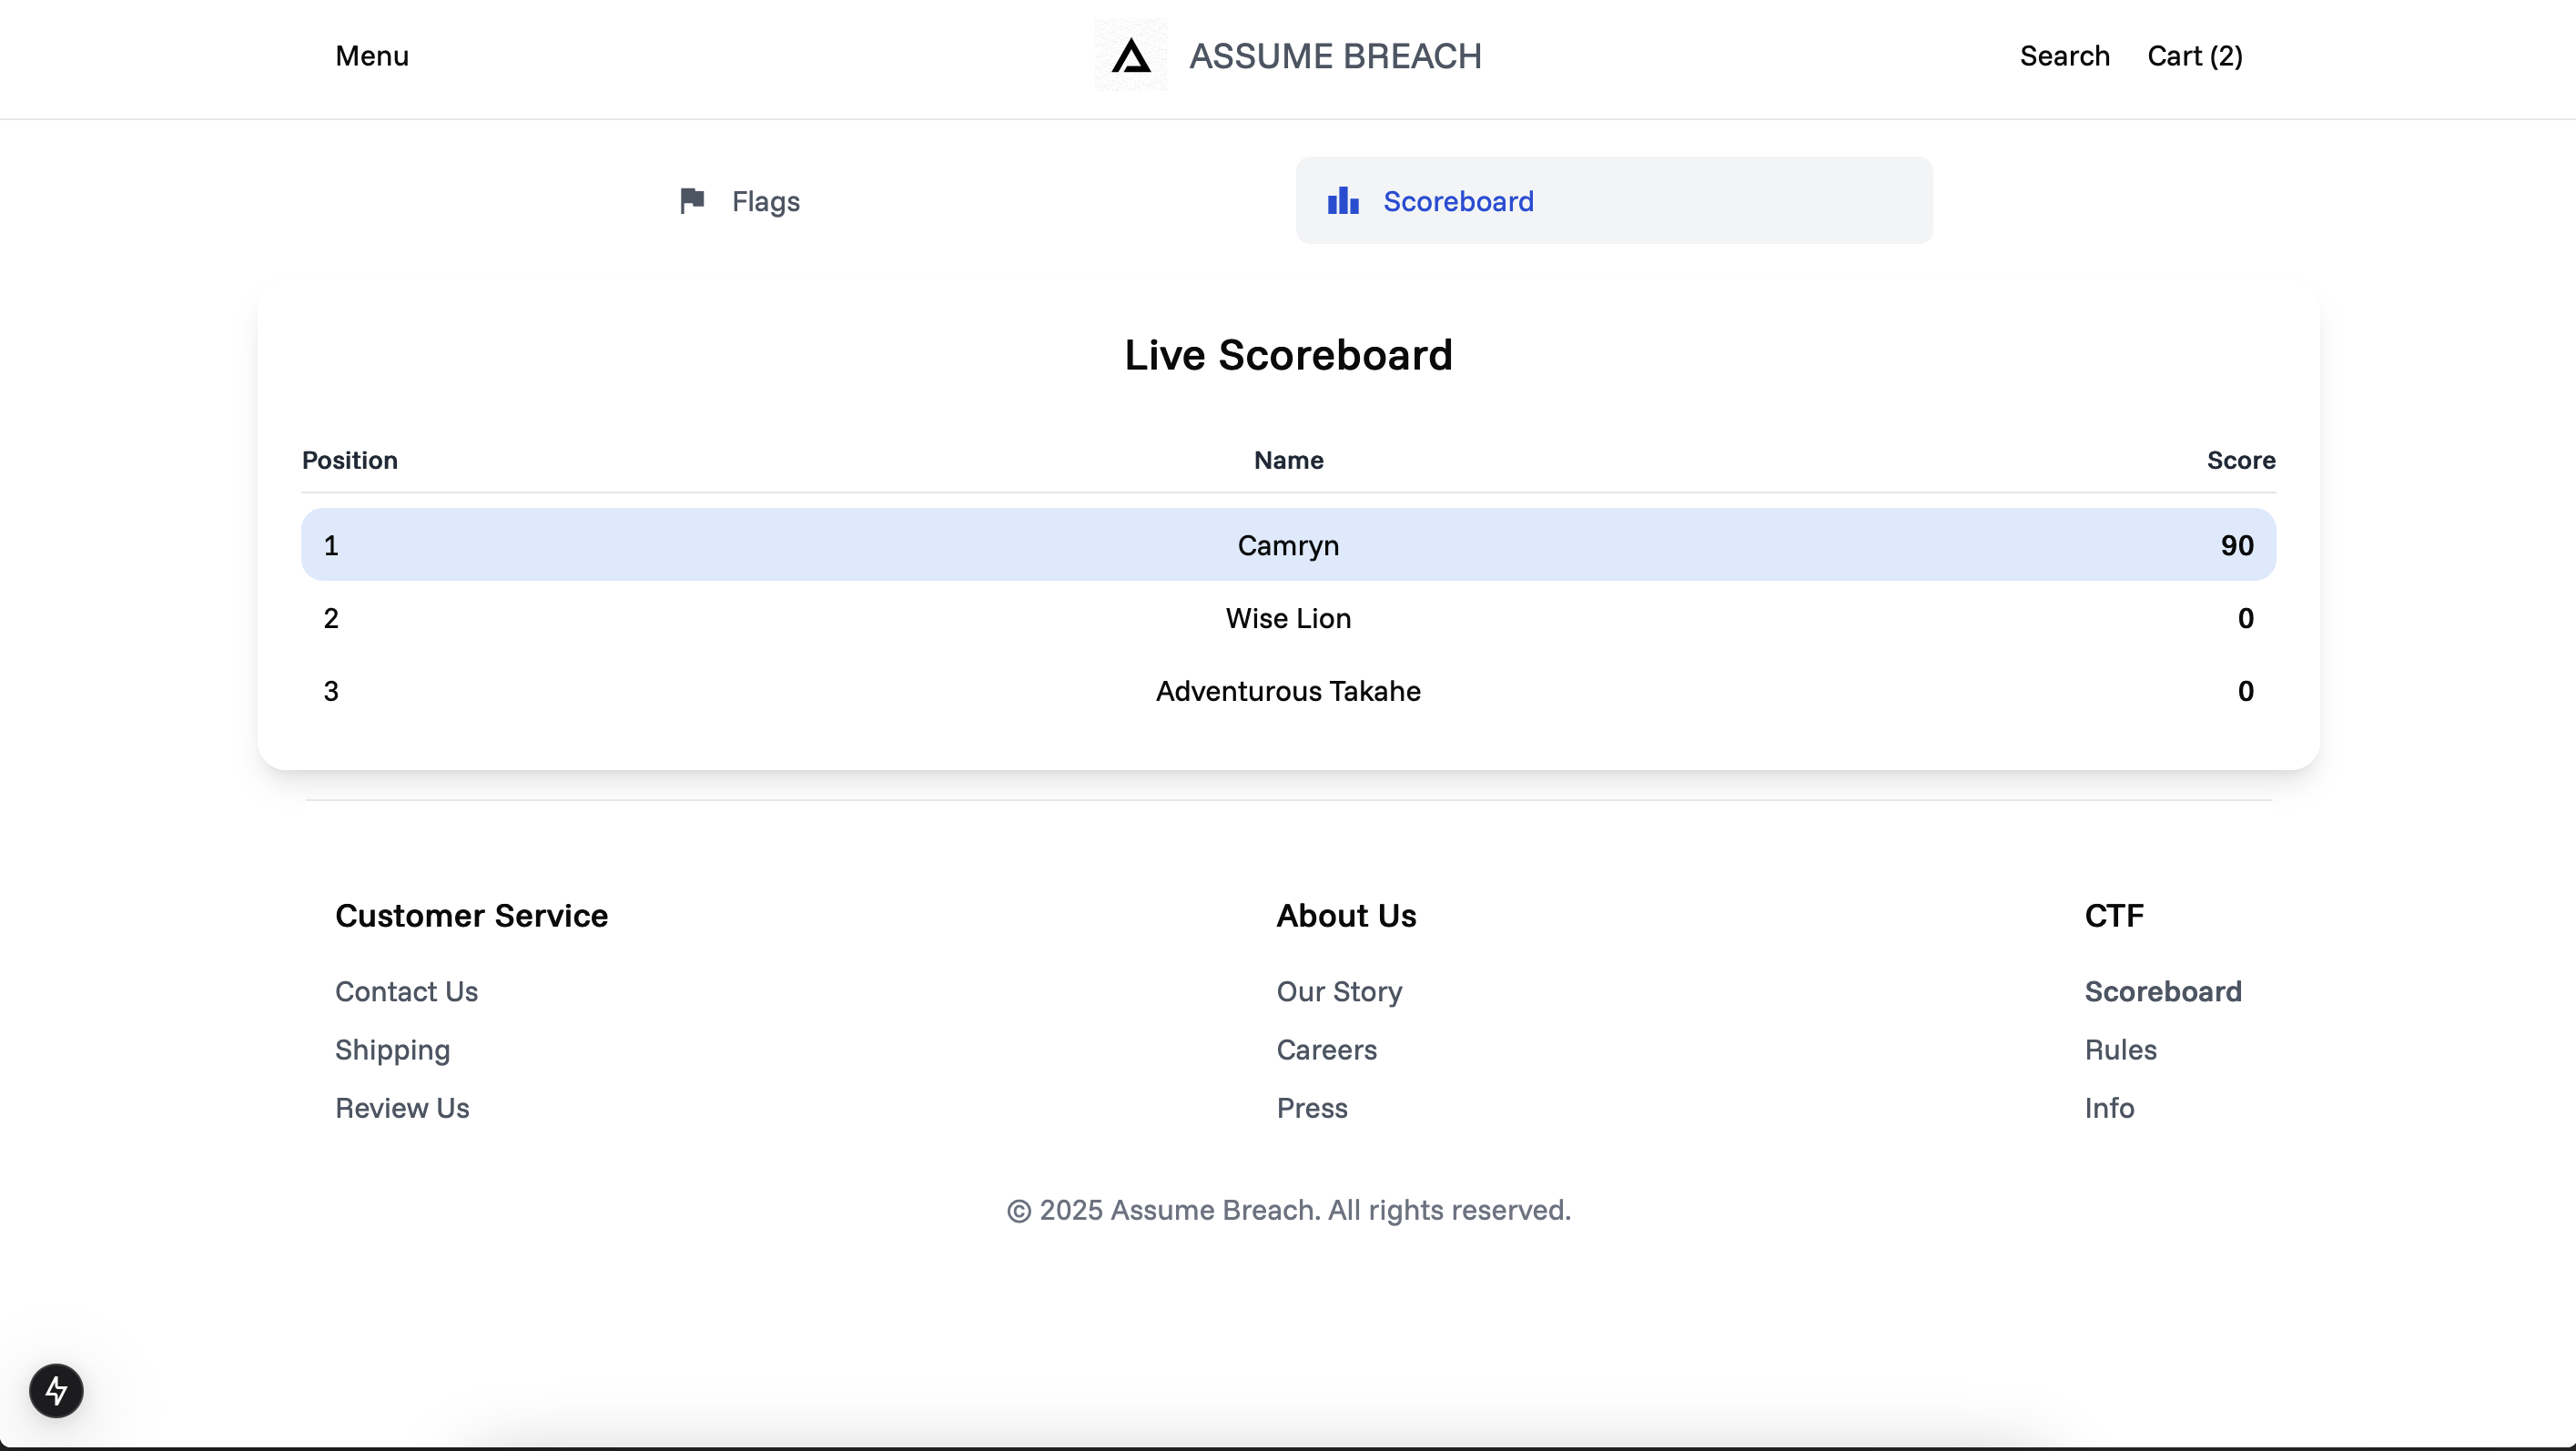 Menu
ASSUME BREACH
Search Cart (2)
Flags
Scoreboard
Live Scoreboard
Position Name Score
1 Camryn 90
2 Wise Lion 0
3 Adventurous Takahe 0
Customer Service
Contact Us
Shipping
Review Us
About Us
Our Story
Careers
Press
CTF
Scoreboard
Rules
Info
© 2025 Assume Breach. All rights reserved.